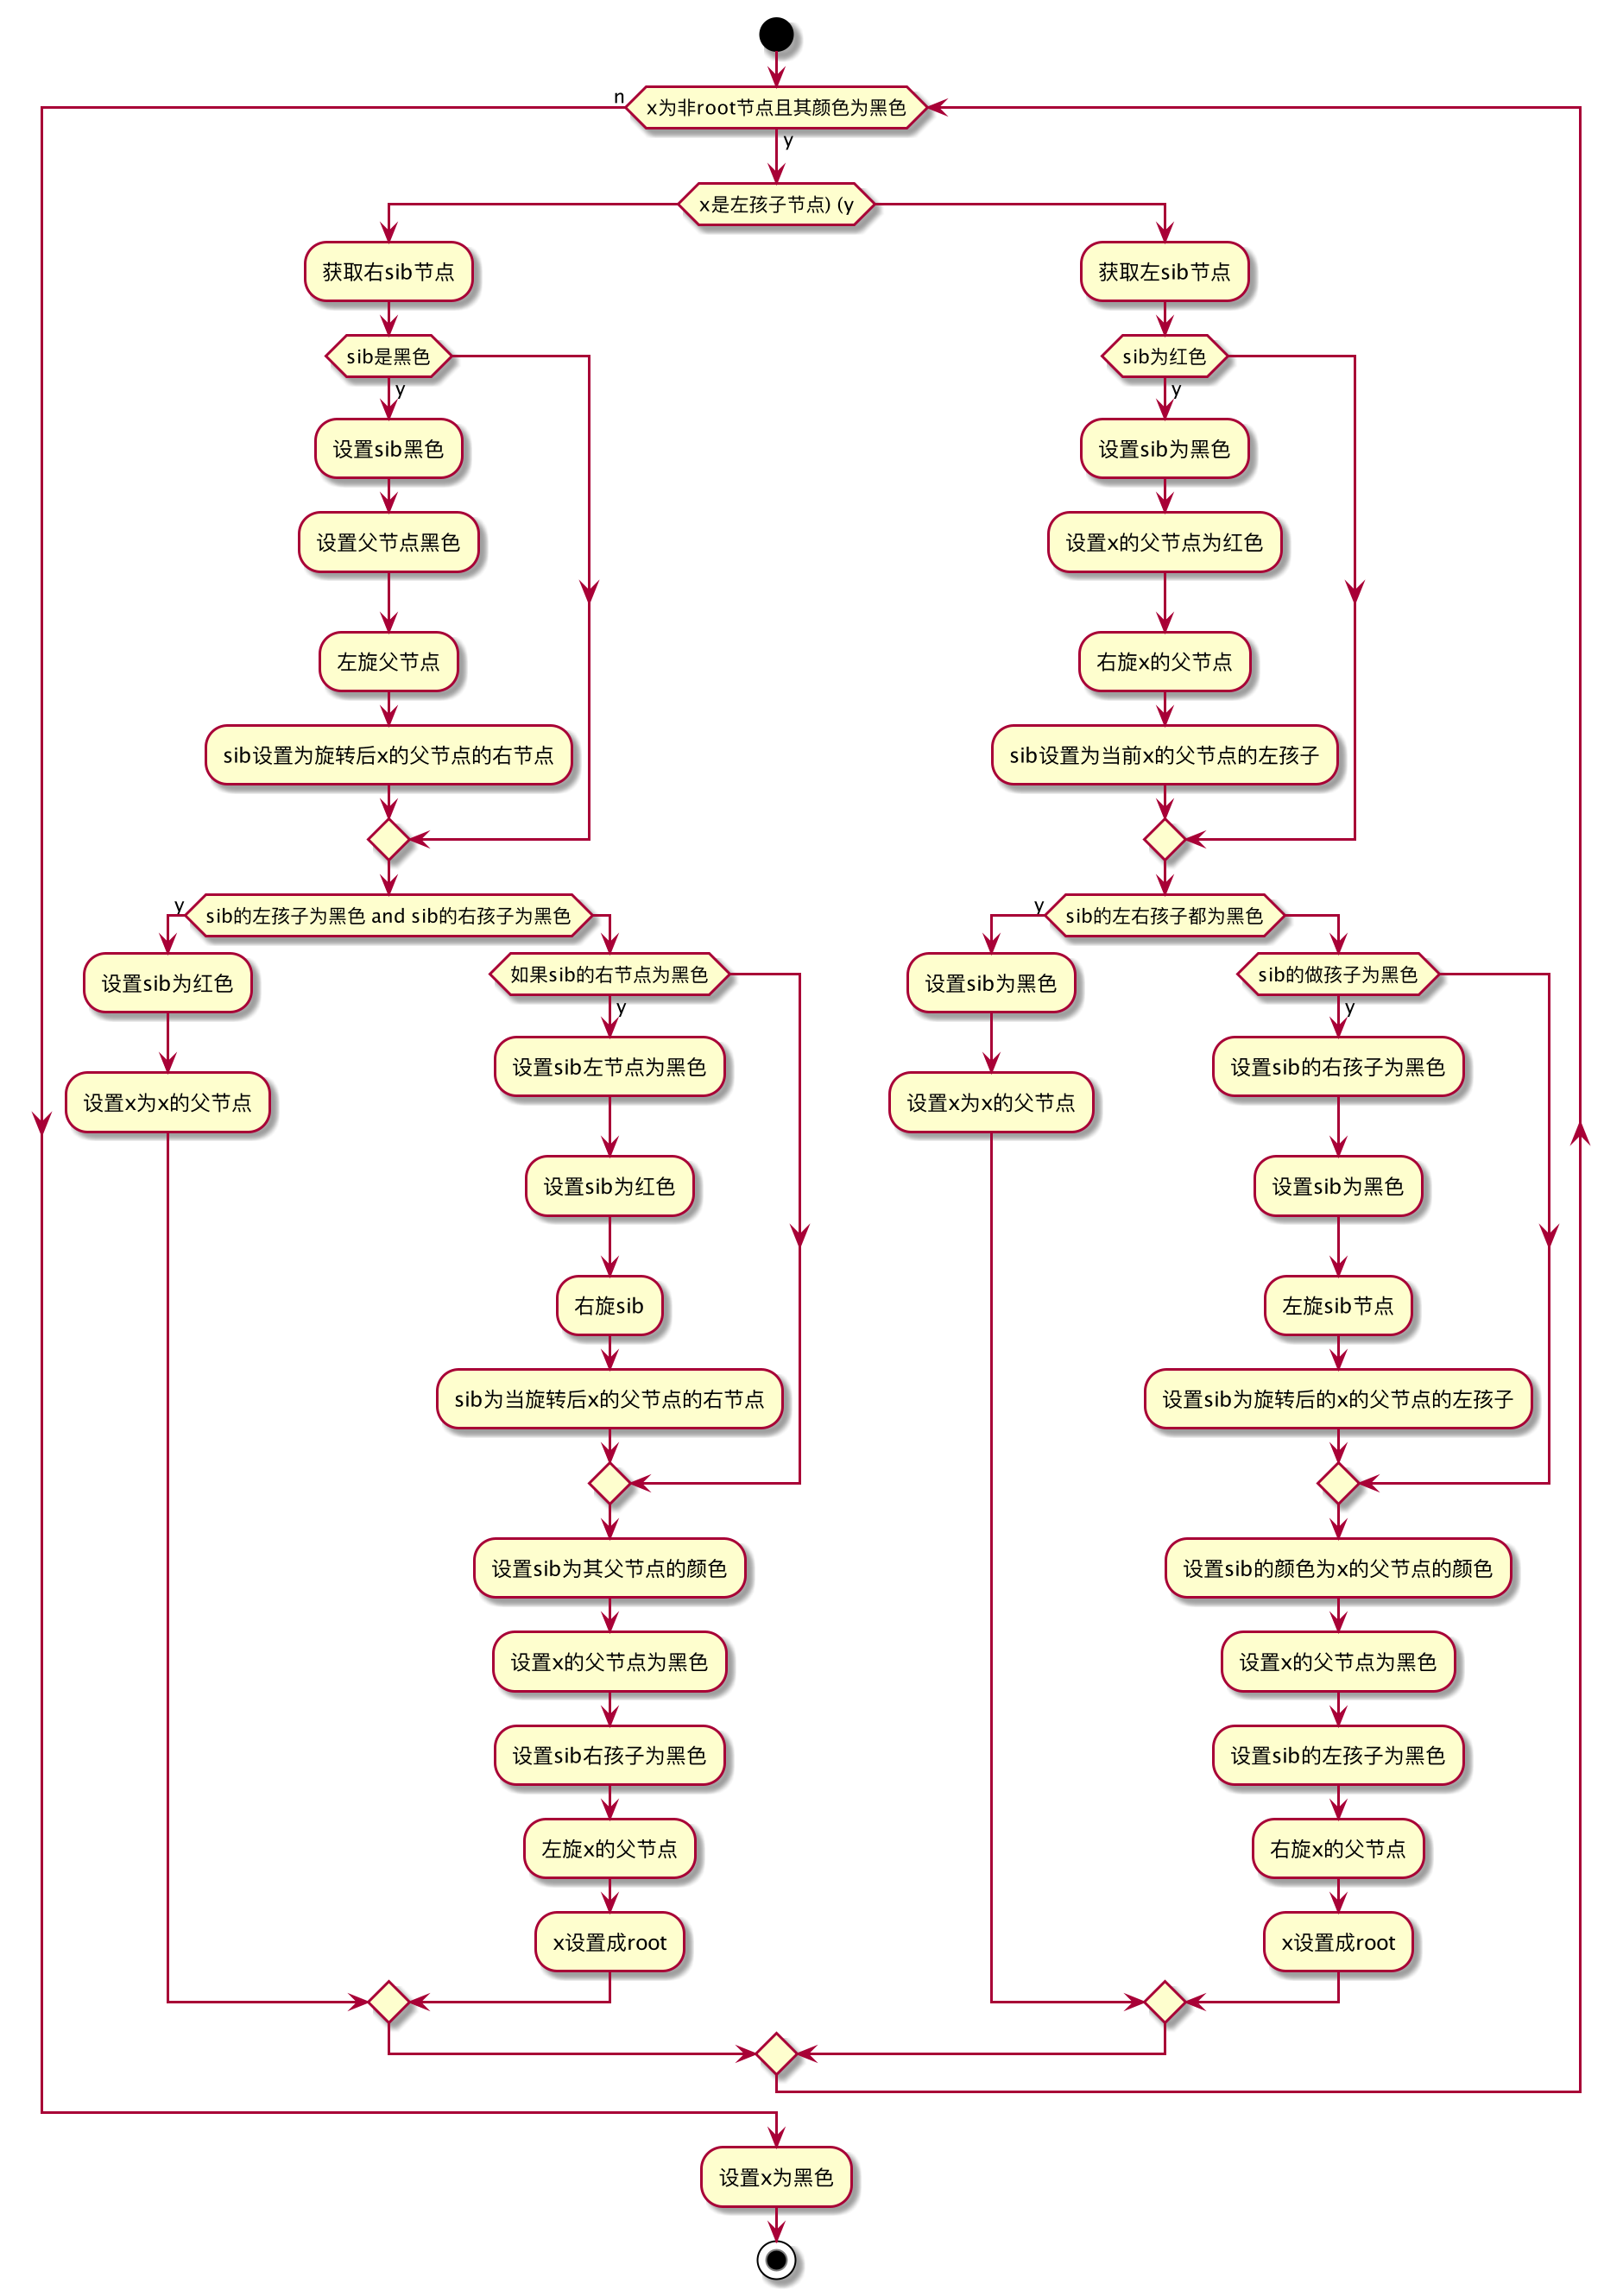 x为非root节点且其颜色为黑色
n
y
x是左孩子节点) (y
获取右sib节点
sib是黑色
y
设置sib黑色
设置父节点黑色
左旋父节点
sib设置为旋转后x的父节点的右节点
sib的左孩子为黑色 and sib的右孩子为黑色
y
设置sib为红色
设置x为x的父节点
如果sib的右节点为黑色
y
设置sib左节点为黑色
设置sib为红色
右旋sib
sib为当旋转后x的父节点的右节点
设置sib为其父节点的颜色
设置x的父节点为黑色
设置sib右孩子为黑色
左旋x的父节点
x设置成root
获取左sib节点
sib为红色
y
设置sib为黑色
设置x的父节点为红色
右旋x的父节点
sib设置为当前x的父节点的左孩子
sib的左右孩子都为黑色
y
设置sib为黑色
设置x为x的父节点
sib的做孩子为黑色
y
设置sib的右孩子为黑色
设置sib为黑色
左旋sib节点
设置sib为旋转后的x的父节点的左孩子
设置sib的颜色为x的父节点的颜色
设置x的父节点为黑色
设置sib的左孩子为黑色
右旋x的父节点
x设置成root
设置x为黑色